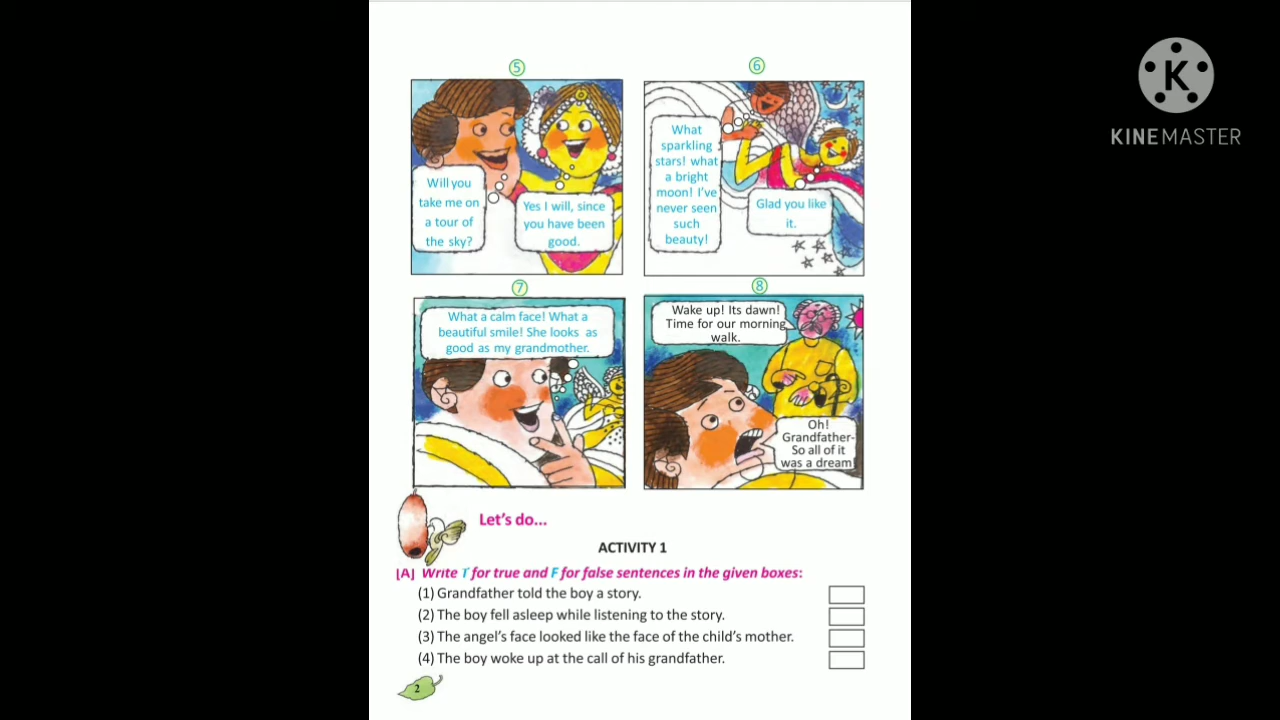 5
6
Will you
take me on
a tour of
the sky?
Yes I will, since
you have been
good.
What
sparkling
stars! what
a bright
moon! I've
never seen
such
beauty!
Glad you like
it.
7
8
What a calm face! What a
beautiful smile! She looks as
good as my grandmother.
Wake up! Its dawn!
Time for our morning
walk.
Oh!
Grandfather-
So all of it
was a dream!
Let's do...
ACTIVITY 1
[A] Write T for true and F for false sentences in the given boxes:
(1) Grandfather told the boy a story.
(2) The boy fell asleep while listening to the story.
(3) The angel's face looked like the face of the child's mother.
(4) The boy woke up at the call of his grandfather.
2
K
KINEMASTER